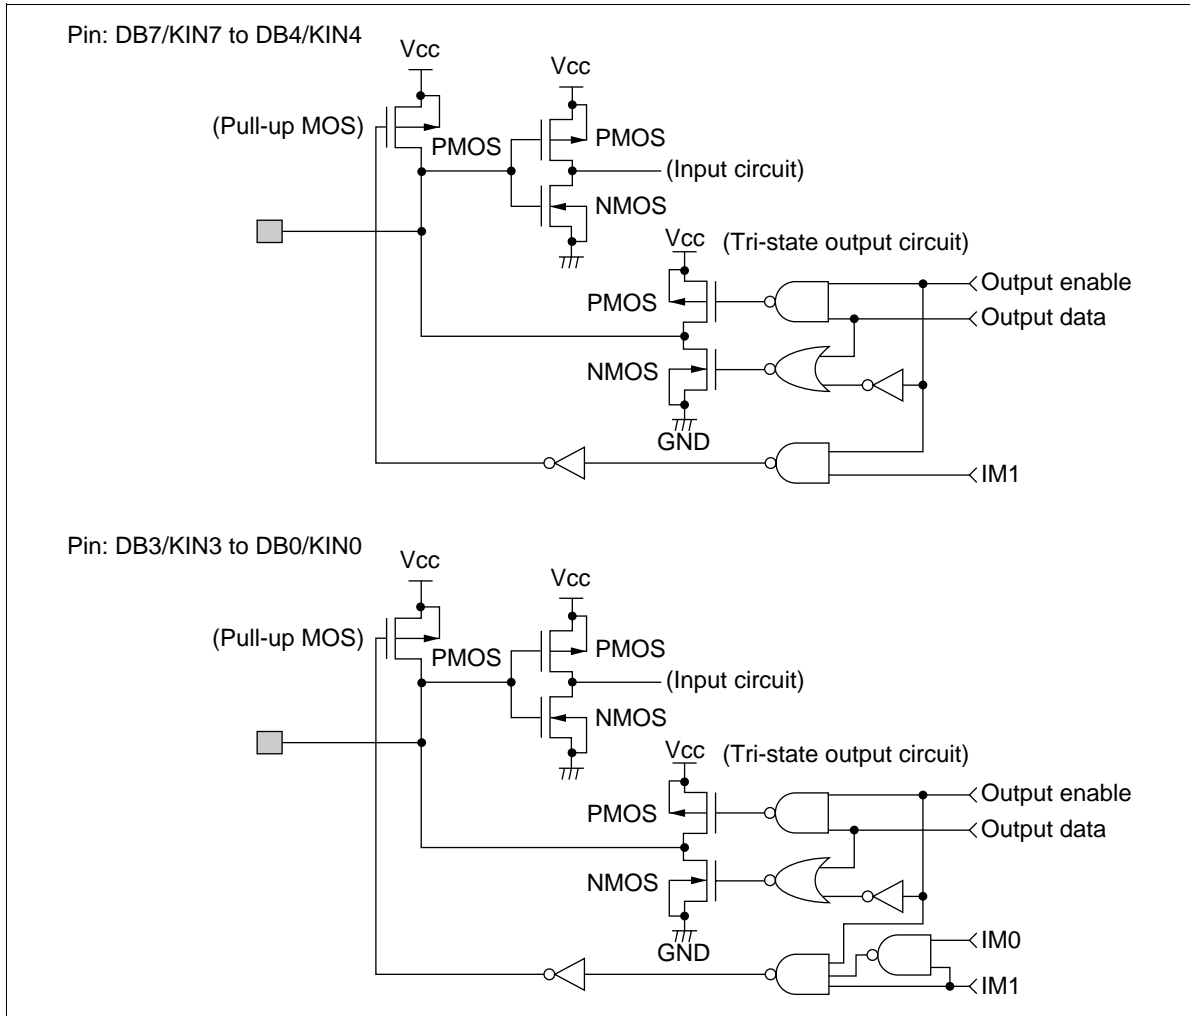 Pin: DB7/KIN7 to DB4/KIN4
Vcc
Vcc
(Pull-up MOS)
PMOS
PMOS
(Input circuit)
NMOS
Vcc
(Tri-state output circuit)
Output enable
PMOS
Output data
NMOS
GND
IM1
Pin: DB3/KIN3 to DB0/KIN0
Vcc
Vcc
(Pull-up MOS)
PMOS
PMOS
(Input circuit)
NMOS
Vcc
(Tri-state output circuit)
Output enable
PMOS
Output data
NMOS
IM0
GND
IM1